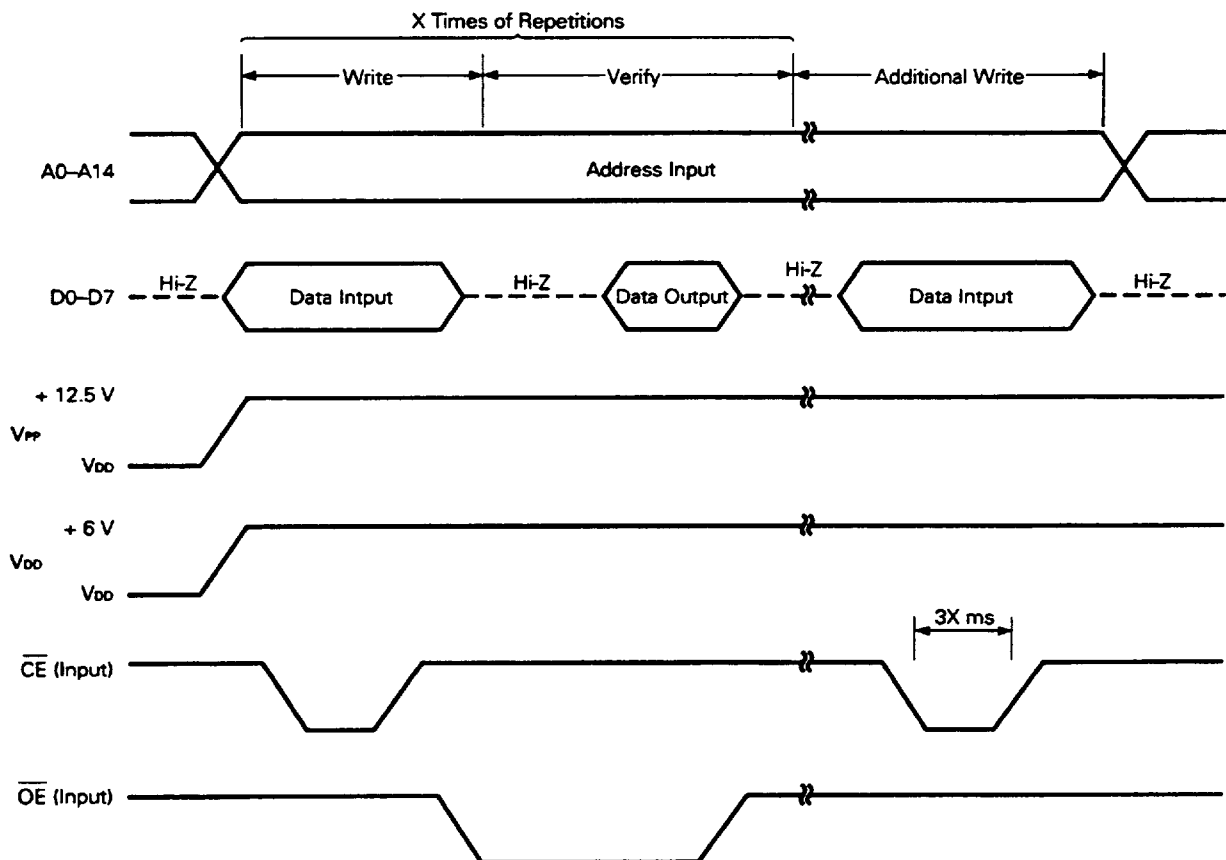 X Times of Repetitions
Write
Verify
Additional Write
A0–A14
Address Input
D0–D7
Hi-Z
Data Intput
Hi-Z
Data Output
Hi-Z
Data Intput
Hi-Z
+ 12.5 V
VPP
VDD
+ 6 V
VDD
VDD
3X ms
CE (Input)
OE (Input)